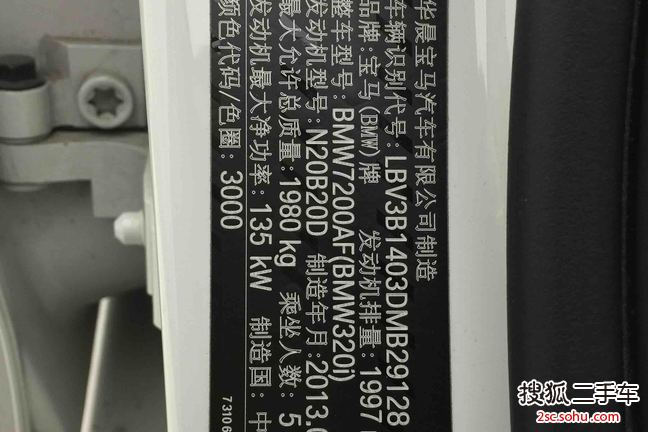 华晨宝马汽车有限公司制造
车辆识别代号: LBV3B1403DMB29128
品牌: 宝马(BMW)牌 发动机排量: 1997
整车型号: BMW7200AF(BMW320i)
发动机型号: N20B20D 制造年月: 2013.0
最大允许总质量: 1980 kg 乘坐人数: 5
发动机最大净功率: 135 kW 制造国: 中
颜色代码/色圈: 3000
73106
搜狐二手车
2sc.sohu.com